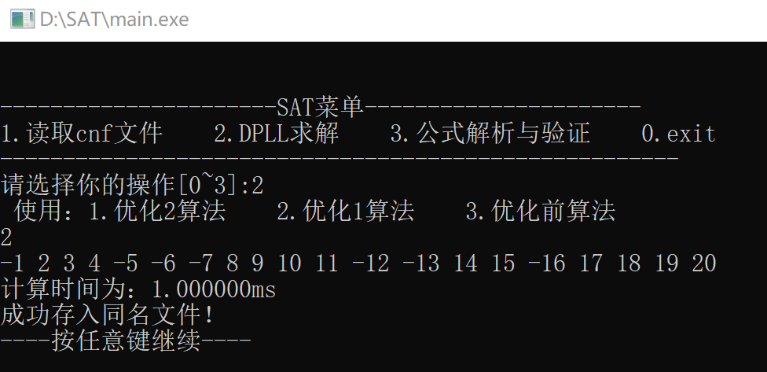 D:\SAT\main.exe
----------------------SAT菜单----------------------
1.读取cnf文件    2.DPLL求解    3.公式解析与验证    0.exit
------------------------------------------------------
请选择你的操作[0~3]:2
 使用：1.优化2算法    2.优化1算法    3.优化前算法
2
-1 2 3 4 -5 -6 -7 8 9 10 11 -12 -13 14 15 -16 17 18 19 20
计算时间为：1.000000ms
成功存入同名文件！
----按任意键继续----